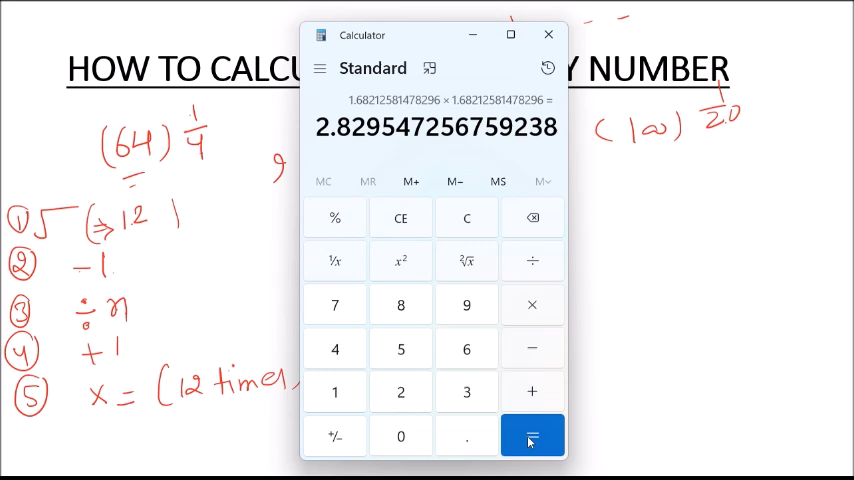 Calculator
Standard
HOW TO CALCU Y NUMBER
1.68212581478296 × 1.68212581478296 =
2.829547256759238
(64)^1/4 , (100)^1/20
MC MR M+ M− MS M˅
① √ (⇒ 12 )
% CE C ⌫
② −1
¹/x x² ²√x ÷
③ ÷ n
7 8 9 ×
④ +1
4 5 6 −
⑤ x = (12 times,
1 2 3 +
+/− 0 . =